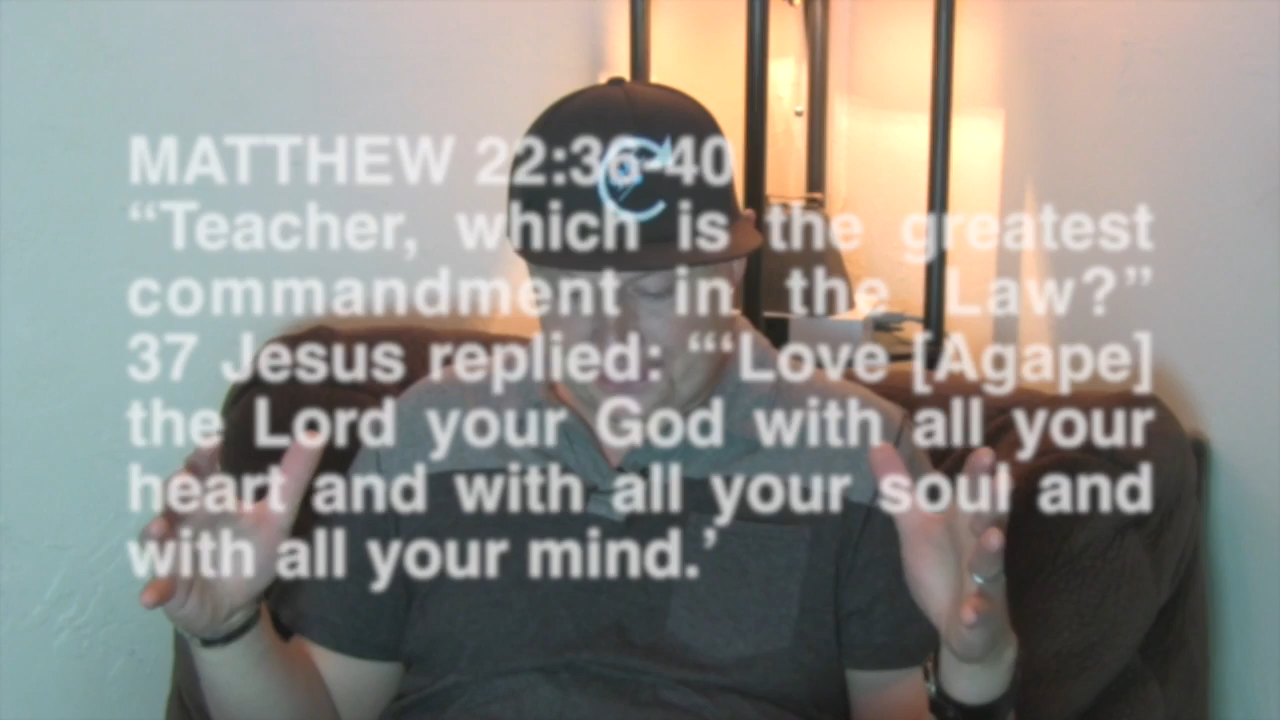 MATTHEW 22:36-40
“Teacher, which is the greatest
commandment in the Law?”
37 Jesus replied: “‘Love [Agape]
the Lord your God with all your
heart and with all your soul and
with all your mind.’